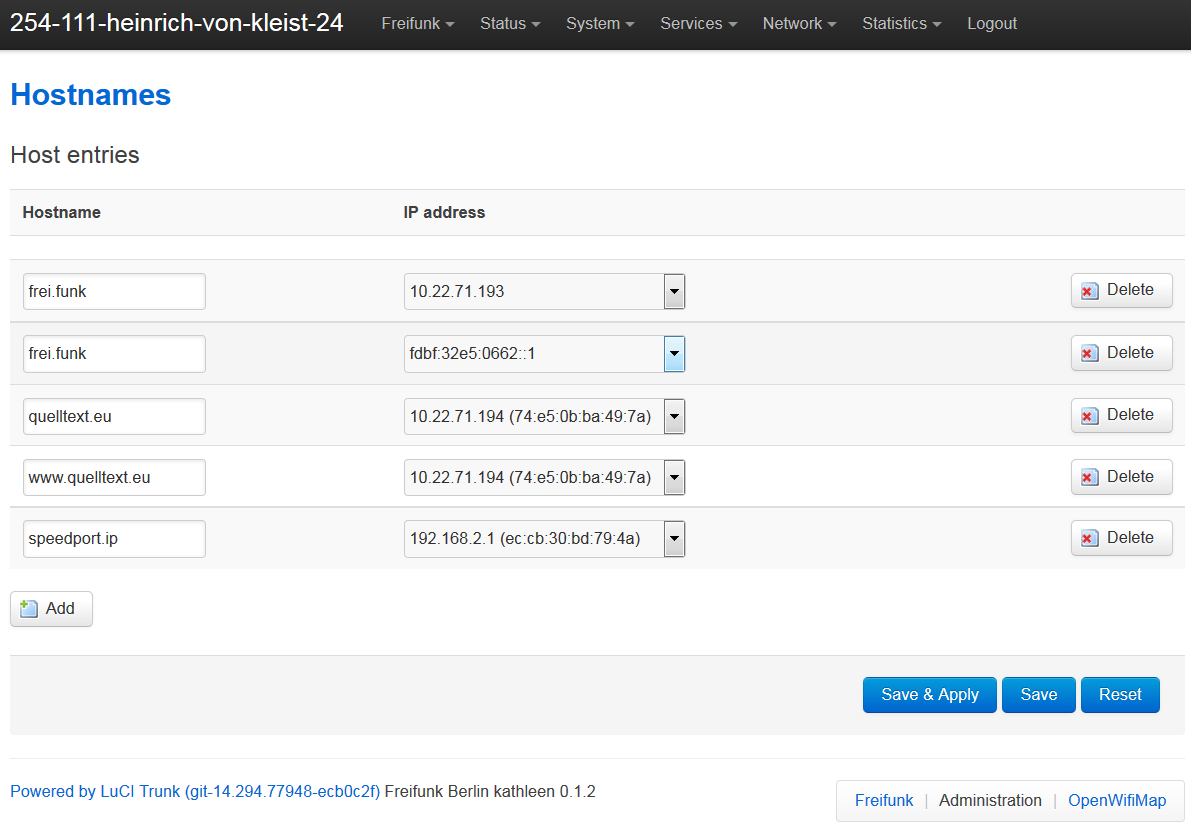 254-111-heinrich-von-kleist-24 Freifunk Status System Services Network Statistics Logout
Hostnames
Host entries
Hostname IP address
frei.funk 10.22.71.193 Delete
frei.funk fdbf:32e5:0662::1 Delete
quelltext.eu 10.22.71.194 (74:e5:0b:ba:49:7a) Delete
www.quelltext.eu 10.22.71.194 (74:e5:0b:ba:49:7a) Delete
speedport.ip 192.168.2.1 (ec:cb:30:bd:79:4a) Delete
Add
Save & Apply Save Reset
Powered by LuCI Trunk (git-14.294.77948-ecb0c2f) Freifunk Berlin kathleen 0.1.2
Freifunk | Administration | OpenWifiMap